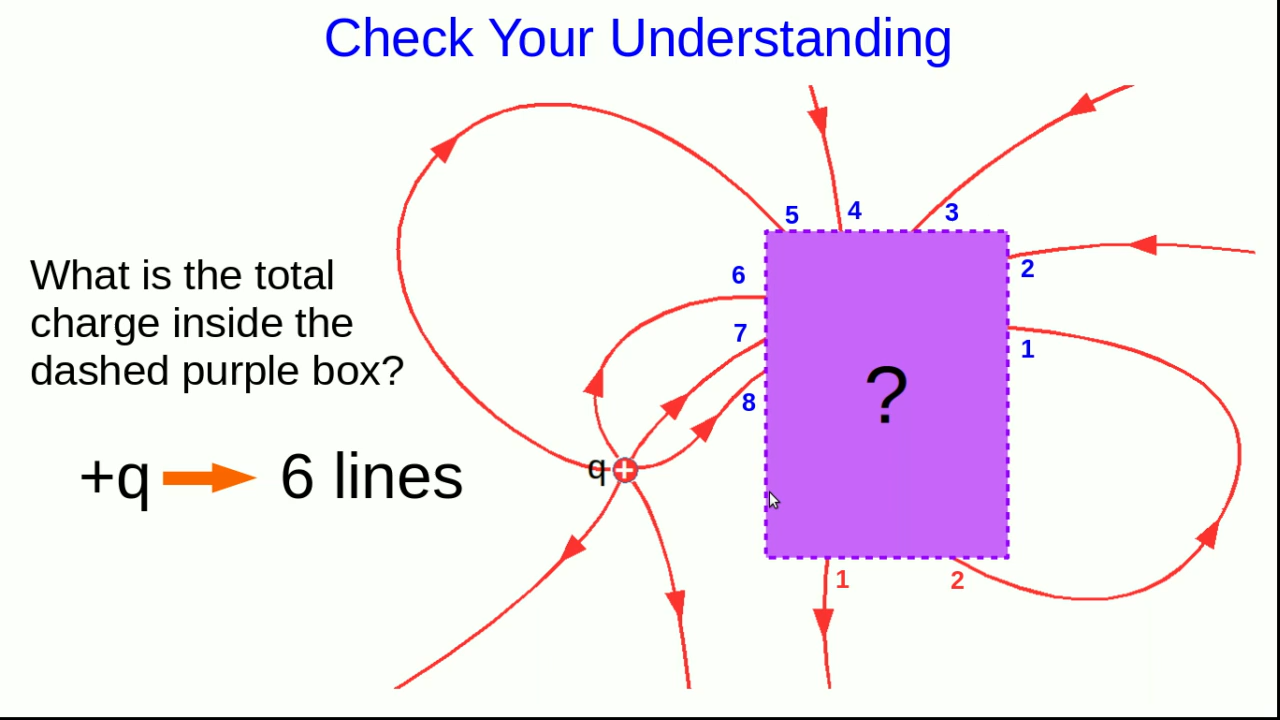 Check Your Understanding
5 4 3
2
6
What is the total
charge inside the
dashed purple box?
7
1
?
8
q +
+q 6 lines
1 2